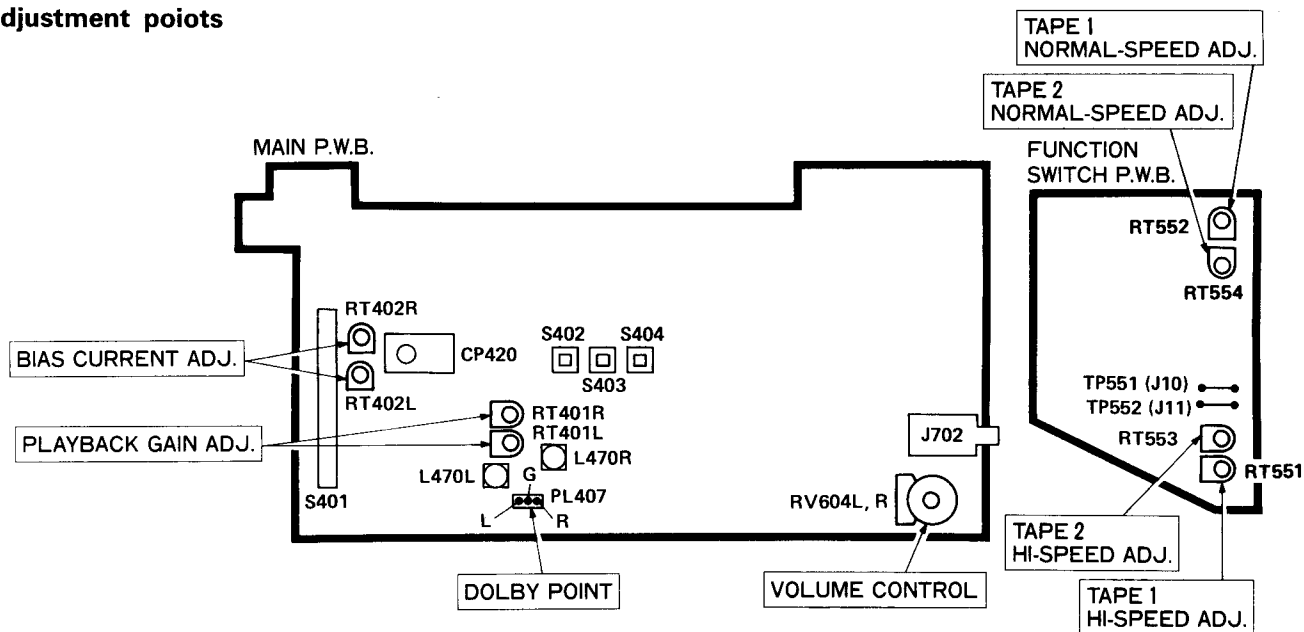 djustment poiots
TAPE 1
NORMAL-SPEED ADJ.
TAPE 2
NORMAL-SPEED ADJ.
MAIN P.W.B.
FUNCTION
SWITCH P.W.B.
RT552
RT554
RT402R
BIAS CURRENT ADJ.
CP420
RT402L
S402
S404
S403
TP551 (J10)
TP552 (J11)
RT401R
RT401L
PLAYBACK GAIN ADJ.
J702
RT553
RT551
L470R
L470L
G
PL407
S401
L
R
RV604L, R
TAPE 2
HI-SPEED ADJ.
DOLBY POINT
VOLUME CONTROL
TAPE 1
HI-SPEED ADJ.